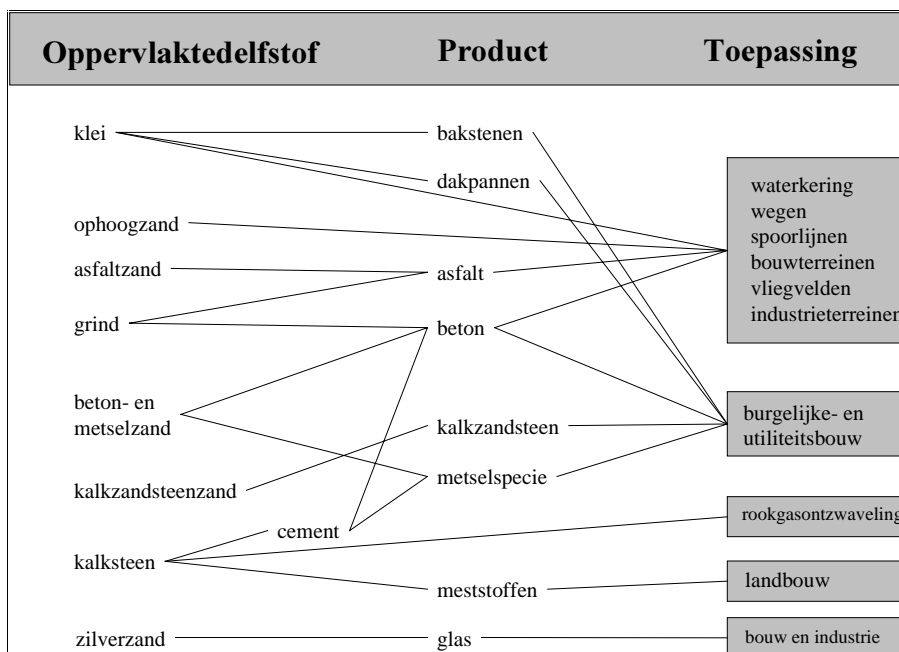 Oppervlaktedelfstof Product Toepassing
klei bakstenen
dakpannen
waterkering
wegen
spoorlijnen
bouwterreinen
vliegvelden
industrieterreinen
ophoogzand
asfaltzand asfalt
grind beton
beton- en
metselzand
burgelijke- en
utiliteitsbouw
kalkzandsteen
metselspecie
kalkzandsteenzand
rookgasontzwaveling
cement
kalksteen
meststoffen landbouw
zilverzand glas bouw en industrie